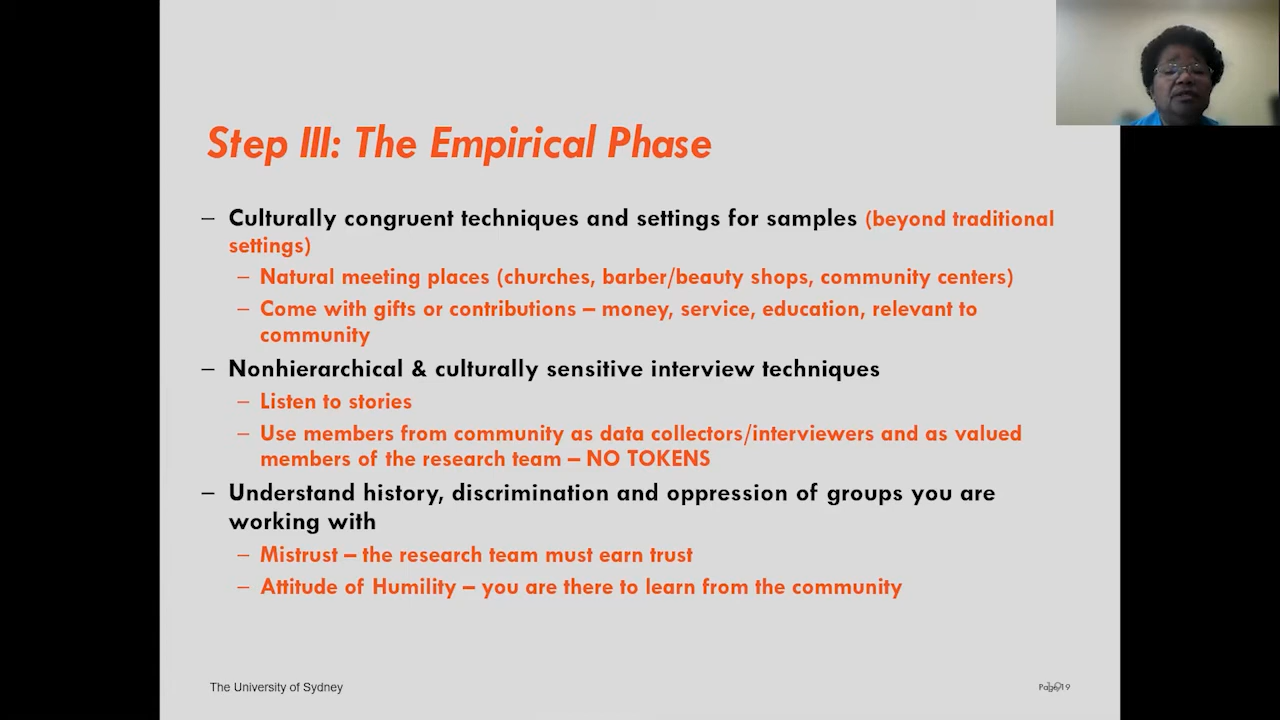 Step III: The Empirical Phase
– Culturally congruent techniques and settings for samples (beyond traditional
settings)
– Natural meeting places (churches, barber/beauty shops, community centers)
– Come with gifts or contributions – money, service, education, relevant to
community
– Nonhierarchical & culturally sensitive interview techniques
– Listen to stories
– Use members from community as data collectors/interviewers and as valued
members of the research team – NO TOKENS
– Understand history, discrimination and oppression of groups you are
working with
– Mistrust – the research team must earn trust
– Attitude of Humility – you are there to learn from the community
The University of Sydney
Page 19